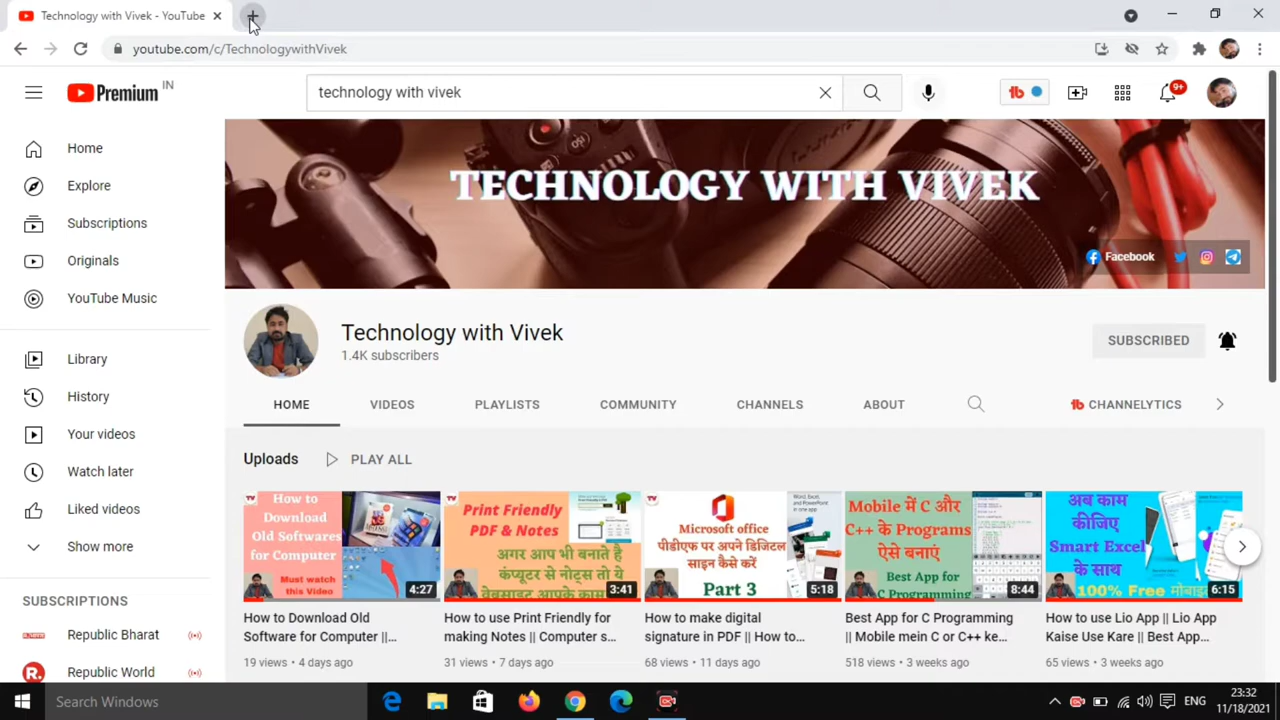 Technology with Vivek - YouTube
youtube.com/c/TechnologywithVivek
Premium IN
technology with vivek
9+
Home
Explore
Subscriptions
Originals
YouTube Music
Library
History
Your videos
Watch later
Liked videos
Show more
SUBSCRIPTIONS
Republic Bharat
Republic World
TECHNOLOGY WITH VIVEK
Facebook
Technology with Vivek
1.4K subscribers
SUBSCRIBED
HOME VIDEOS PLAYLISTS COMMUNITY CHANNELS ABOUT CHANNELYTICS
Uploads PLAY ALL
How to
Download
Old Softwares
for Computer
Must watch
this Video
4:27
How to Download Old
Software for Computer ||...
19 views • 4 days ago
Print Friendly
PDF & Notes
अगर आप भी बनाते है
कंप्यूटर से नोट्स तो ये
3:41
How to use Print Friendly for
making Notes || Computer s...
31 views • 7 days ago
Microsoft office
पीडीएफ पर अपने डिजिटल
साइन कैसे करें
Part 3
5:18
How to make digital
signature in PDF || How to...
68 views • 11 days ago
Mobile में C और
C++ के Programs
ऐसे बनाएं
Best App for
C Programming
8:44
Best App for C Programming
|| Mobile mein C or C++ ke...
518 views • 3 weeks ago
अब काम
कीजिए
Smart Excel
के साथ
100% Free
6:15
How to use Lio App || Lio App
Kaise Use Kare || Best App...
65 views • 3 weeks ago
Search Windows
ENG
23:32
11/18/2021